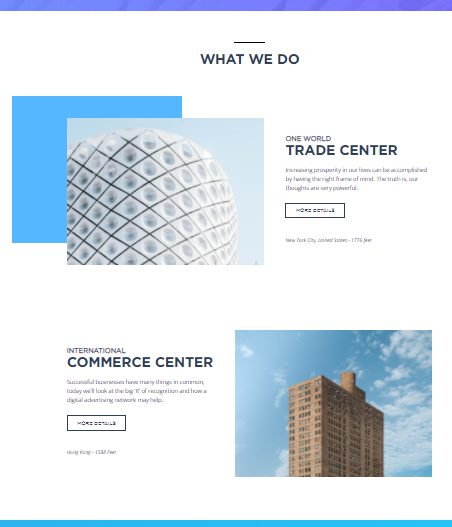 WHAT WE DO
ONE WORLD
TRADE CENTER
Increasing prosperity in our lives can be accomplished
by having the right frame of mind. The truth is, our
thoughts are very powerful.
MORE DETAILS
New York City, United States - 1776 feet
INTERNATIONAL
COMMERCE CENTER
Successful businesses have many things in common,
today we'll look at the big 'R' of recognition and how a
digital advertising network may help.
MORE DETAILS
Hong Kong - 1588 Feet